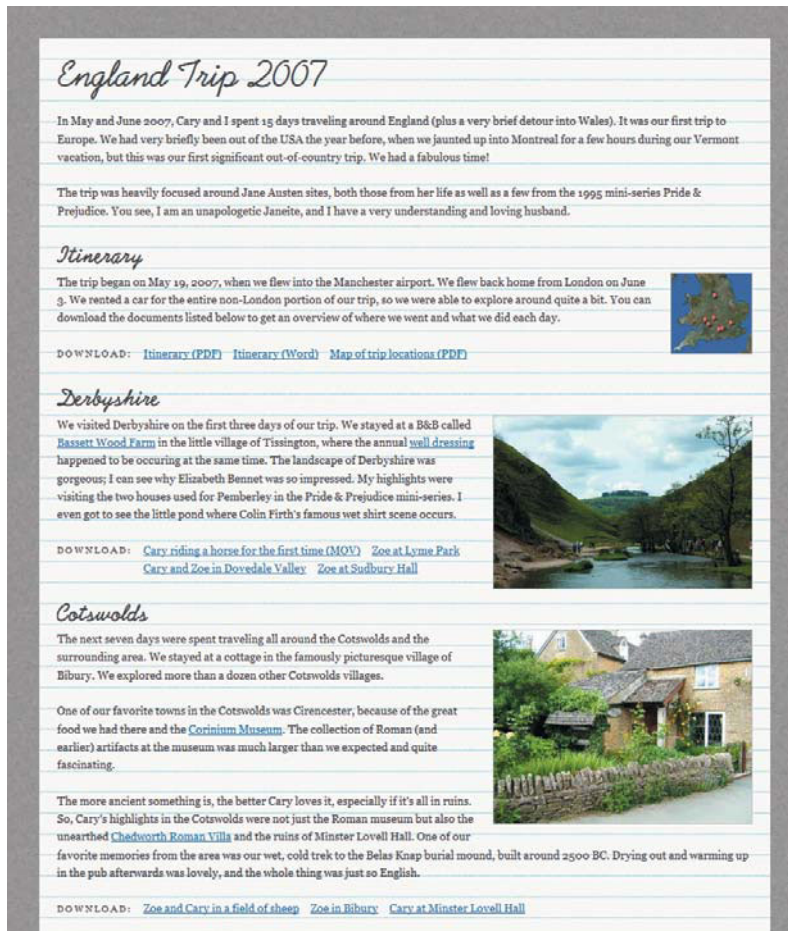 England Trip 2007
In May and June 2007, Cary and I spent 15 days traveling around England (plus a very brief detour into Wales). It was our first trip to
Europe. We had very briefly been out of the USA the year before, when we jaunted up into Montreal for a few hours during our Vermont
vacation, but this was our first significant out-of-country trip. We had a fabulous time!
The trip was heavily focused around Jane Austen sites, both those from her life as well as a few from the 1995 mini-series Pride &
Prejudice. You see, I am an unapologetic Janeite, and I have a very understanding and loving husband.
Itinerary
The trip began on May 19, 2007, when we flew into the Manchester airport. We flew back home from London on June
3. We rented a car for the entire non-London portion of our trip, so we were able to explore around quite a bit. You can
download the documents listed below to get an overview of where we went and what we did each day.
DOWNLOAD: Itinerary (PDF) Itinerary (Word) Map of trip locations (PDF)
Derbyshire
We visited Derbyshire on the first three days of our trip. We stayed at a B&B called
Bassett Wood Farm in the little village of Tissington, where the annual well dressing
happened to be occuring at the same time. The landscape of Derbyshire was
gorgeous; I can see why Elizabeth Bennet was so impressed. My highlights were
visiting the two houses used for Pemberley in the Pride & Prejudice mini-series. I
even got to see the little pond where Colin Firth's famous wet shirt scene occurs.
DOWNLOAD: Cary riding a horse for the first time (MOV) Zoe at Lyme Park
Cary and Zoe in Dovedale Valley Zoe at Sudbury Hall
Cotswolds
The next seven days were spent traveling all around the Cotswolds and the
surrounding area. We stayed at a cottage in the famously picturesque village of
Bibury. We explored more than a dozen other Cotswolds villages.
One of our favorite towns in the Cotswolds was Cirencester, because of the great
food we had there and the Corinium Museum. The collection of Roman (and
earlier) artifacts at the museum was much larger than we expected and quite
fascinating.
The more ancient something is, the better Cary loves it, especially if it's all in ruins.
So, Cary's highlights in the Cotswolds were not just the Roman museum but also the
unearthed Chedworth Roman Villa and the ruins of Minster Lovell Hall. One of our
favorite memories from the area was our wet, cold trek to the Belas Knap burial mound, built around 2500 BC. Drying out and warming up
in the pub afterwards was lovely, and the whole thing was just so English.
DOWNLOAD: Zoe and Cary in a field of sheep Zoe in Bibury Cary at Minster Lovell Hall